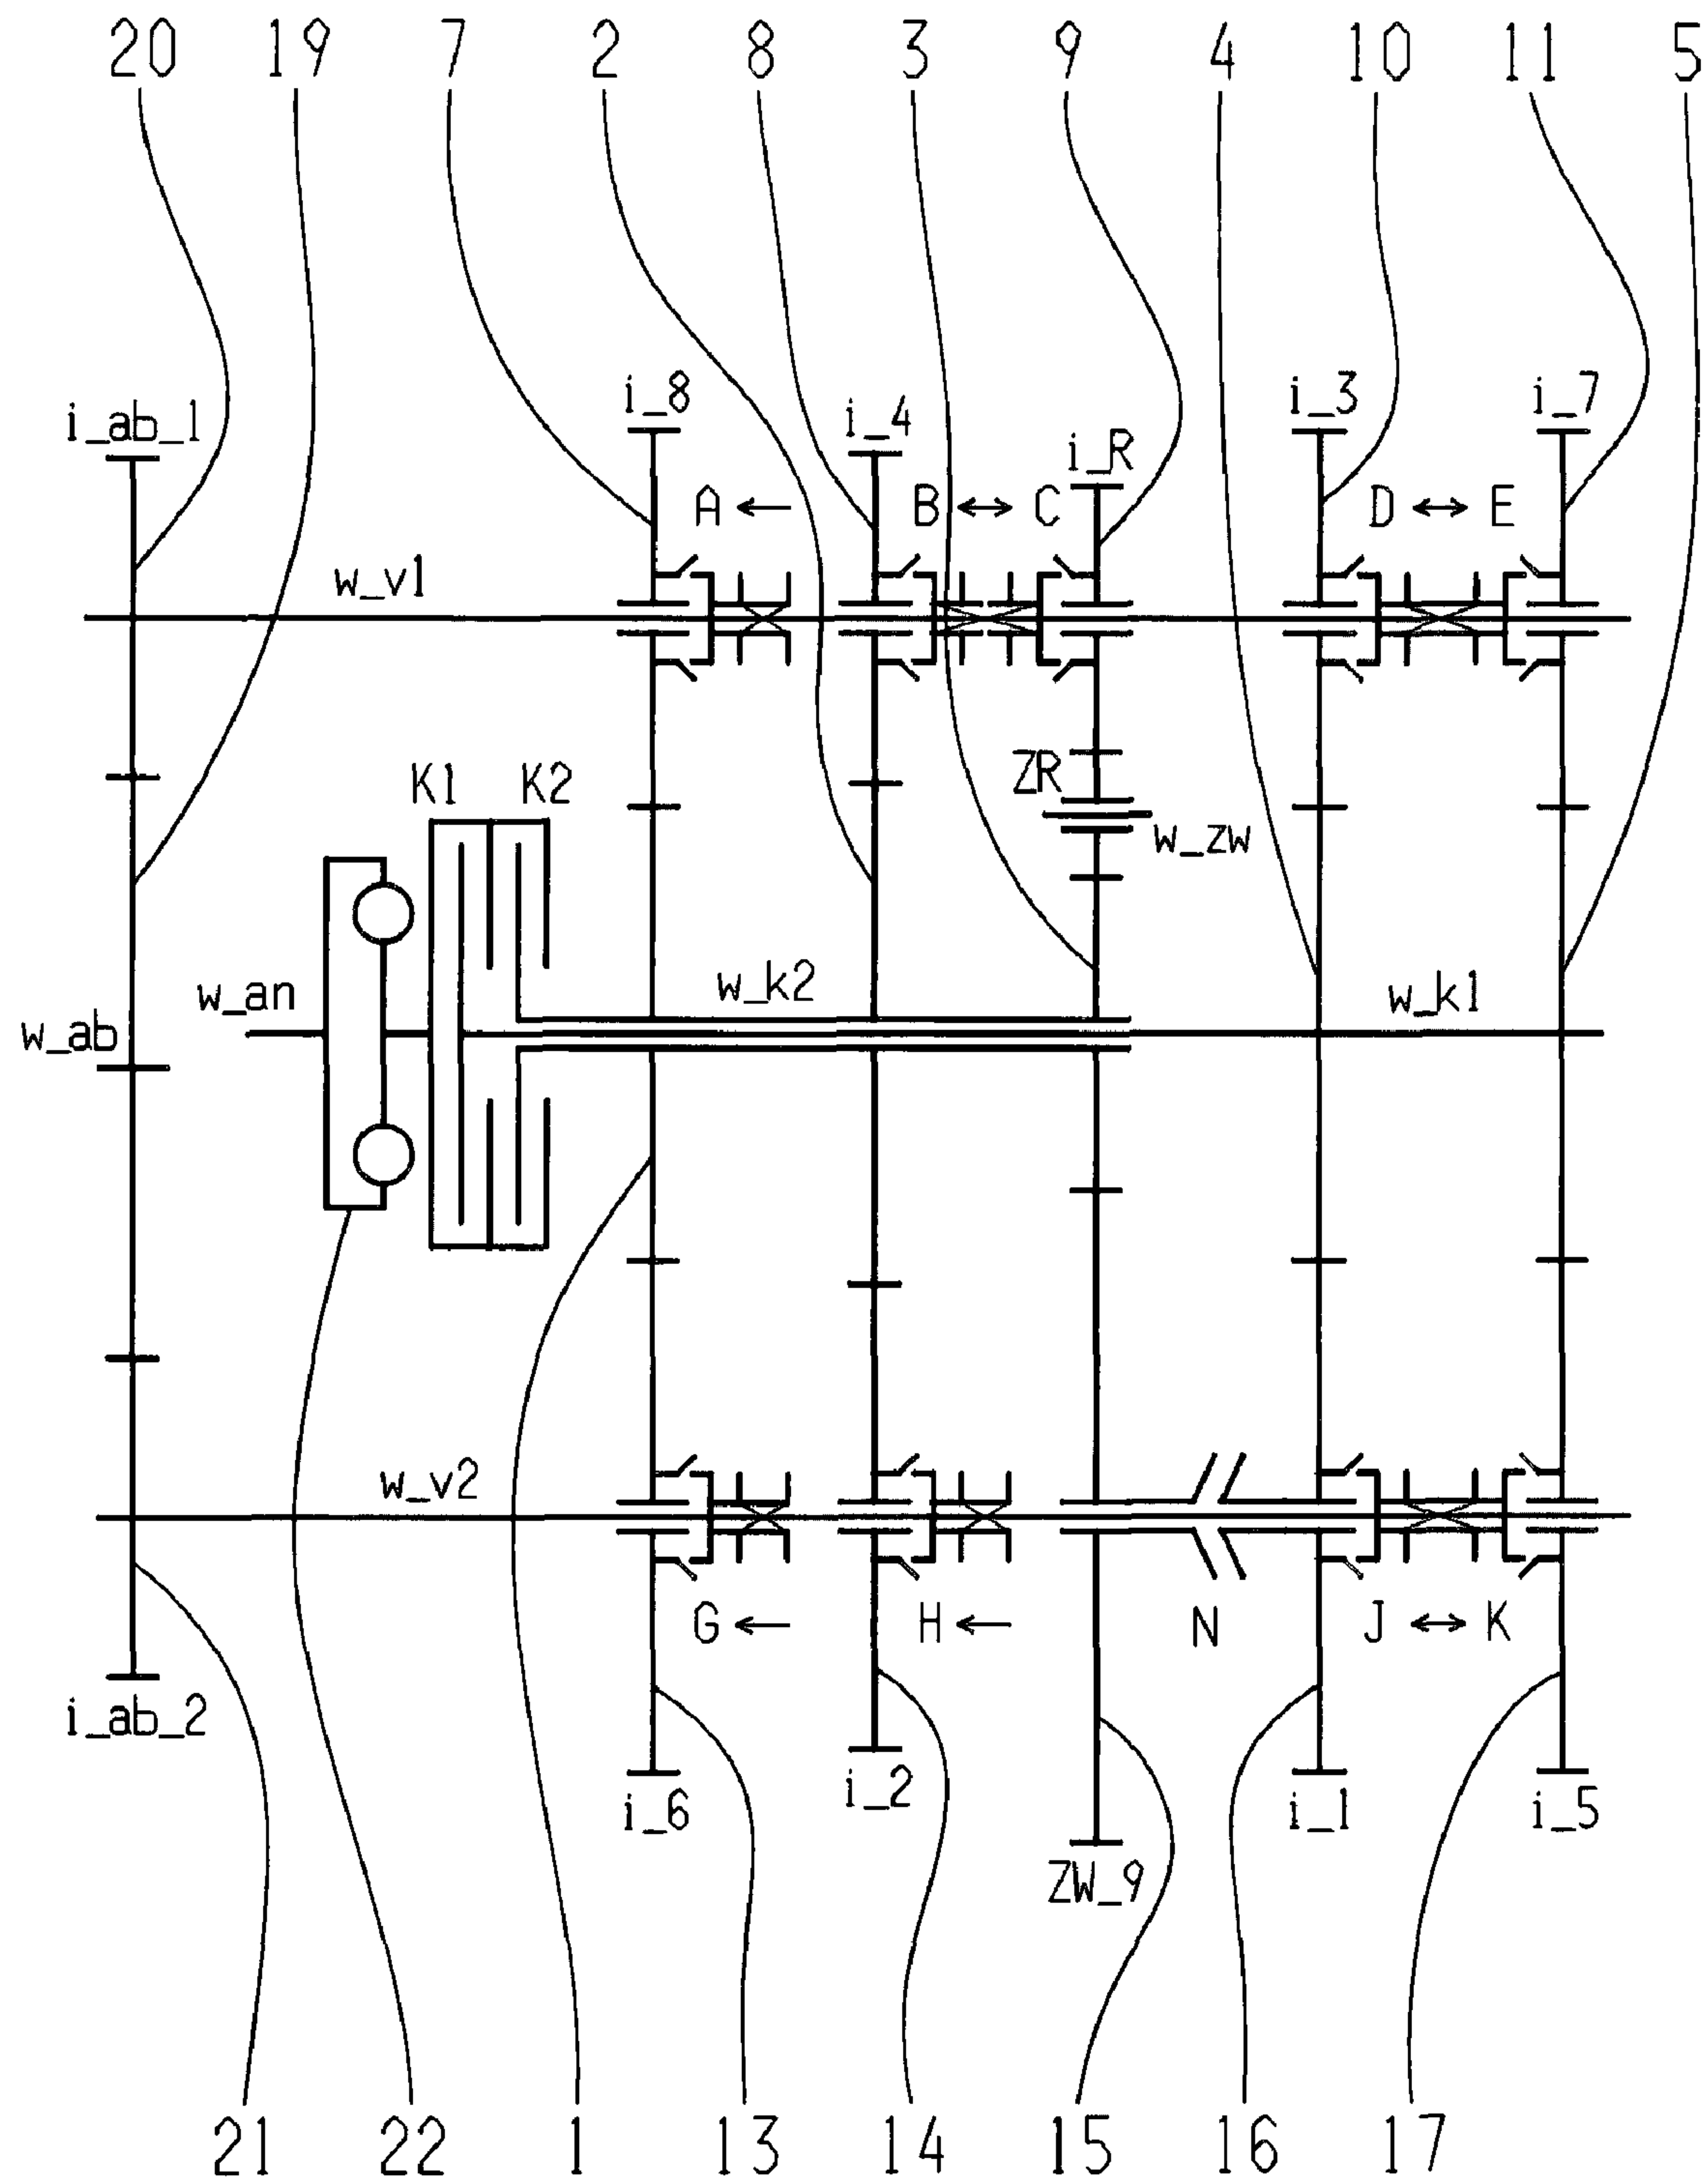 20 19 7 2 8 3 9 4 10 11 5
i_ab_1 i_8 i_4 i_R i_3 i_7
A ← B ↔ C D ↔ E
w_v1
K1 K2 ZR
w_zw
w_an w_k2 w_k1
w_ab
w_v2
G ← H ← N J ↔ K
i_ab_2
i_6 i_2 i_1 i_5
ZW_9
21 22 1 13 14 15 16 17